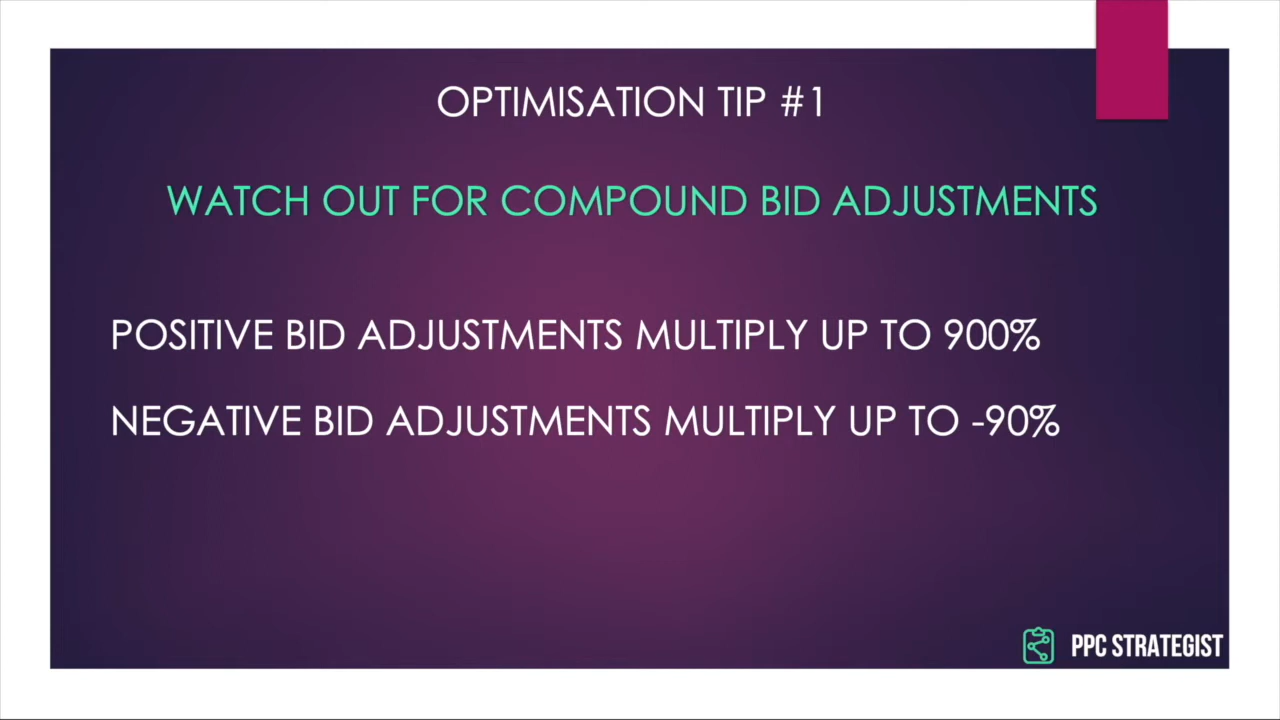 OPTIMISATION TIP #1
WATCH OUT FOR COMPOUND BID ADJUSTMENTS
POSITIVE BID ADJUSTMENTS MULTIPLY UP TO 900%
NEGATIVE BID ADJUSTMENTS MULTIPLY UP TO -90%
PPC STRATEGIST